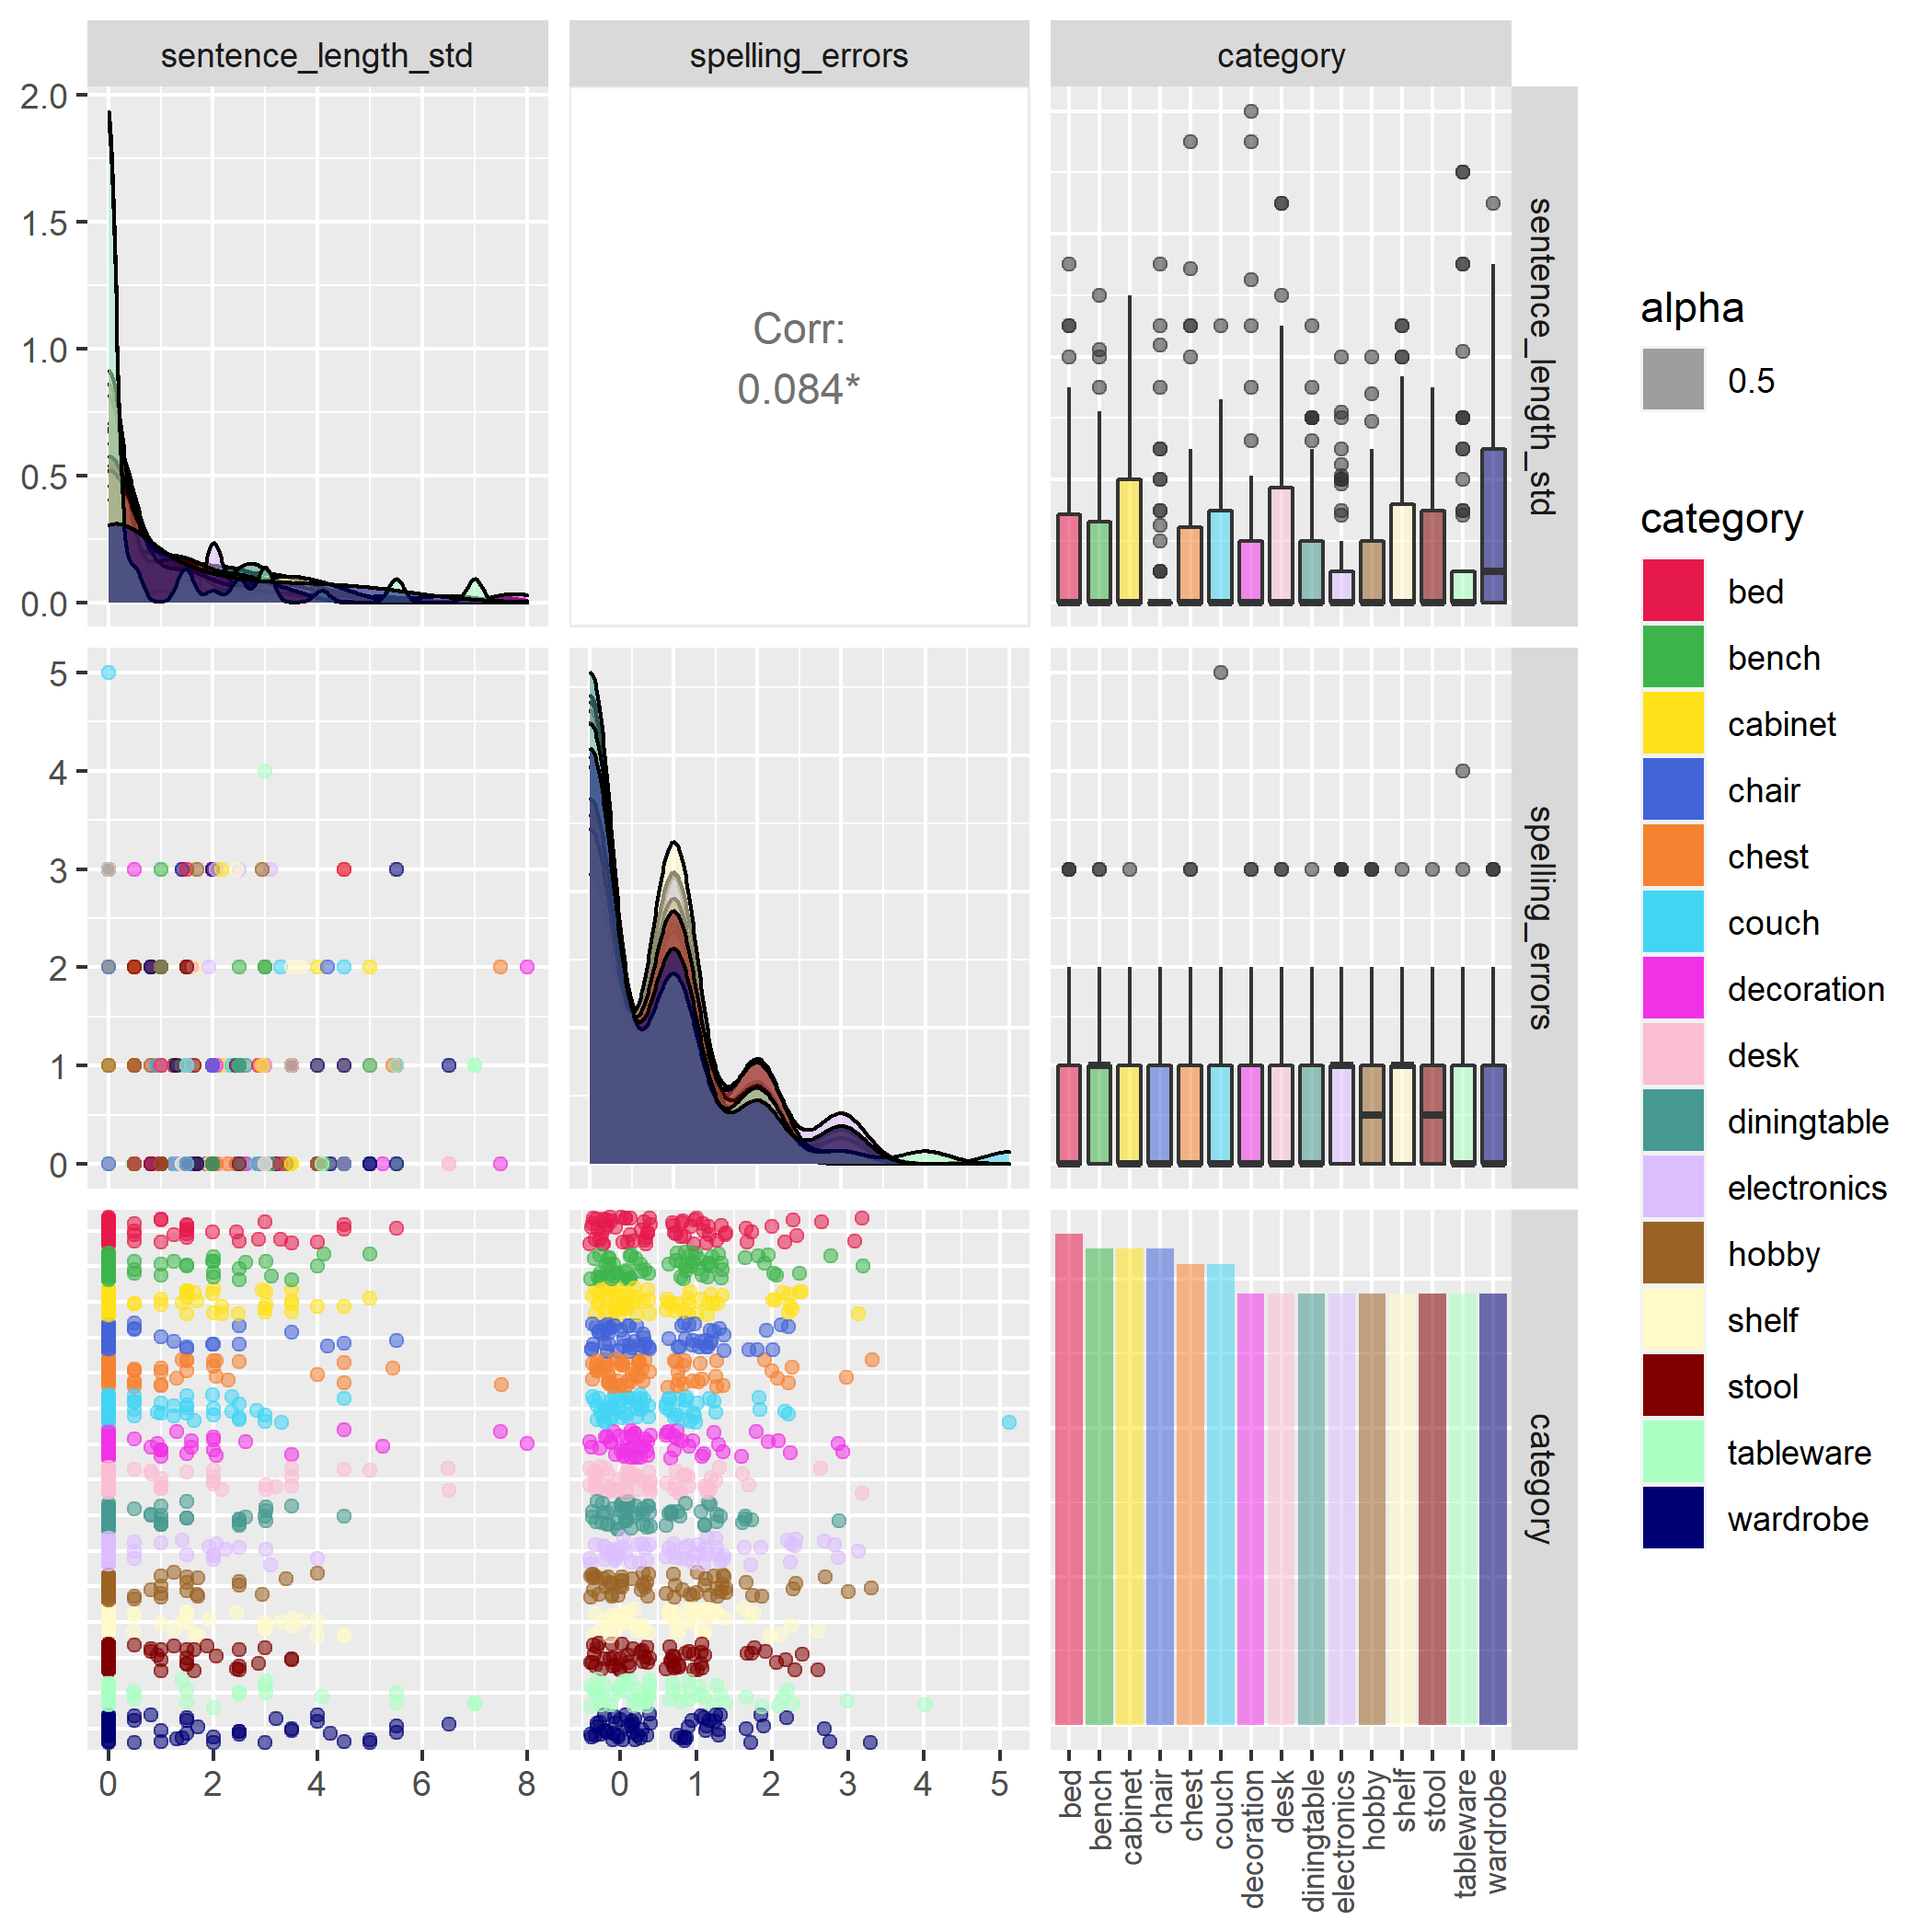 sentence_length_std
spelling_errors
category
2.0
1.5
1.0
0.5
0.0
Corr:
0.084*
sentence_length_std
5
4
3
2
1
0
spelling_errors
category
0
2
4
6
8
0
1
2
3
4
5
bed
bench
cabinet
chair
chest
couch
decoration
desk
diningtable
electronics
hobby
shelf
stool
tableware
wardrobe
alpha
0.5
category
bed
bench
cabinet
chair
chest
couch
decoration
desk
diningtable
electronics
hobby
shelf
stool
tableware
wardrobe